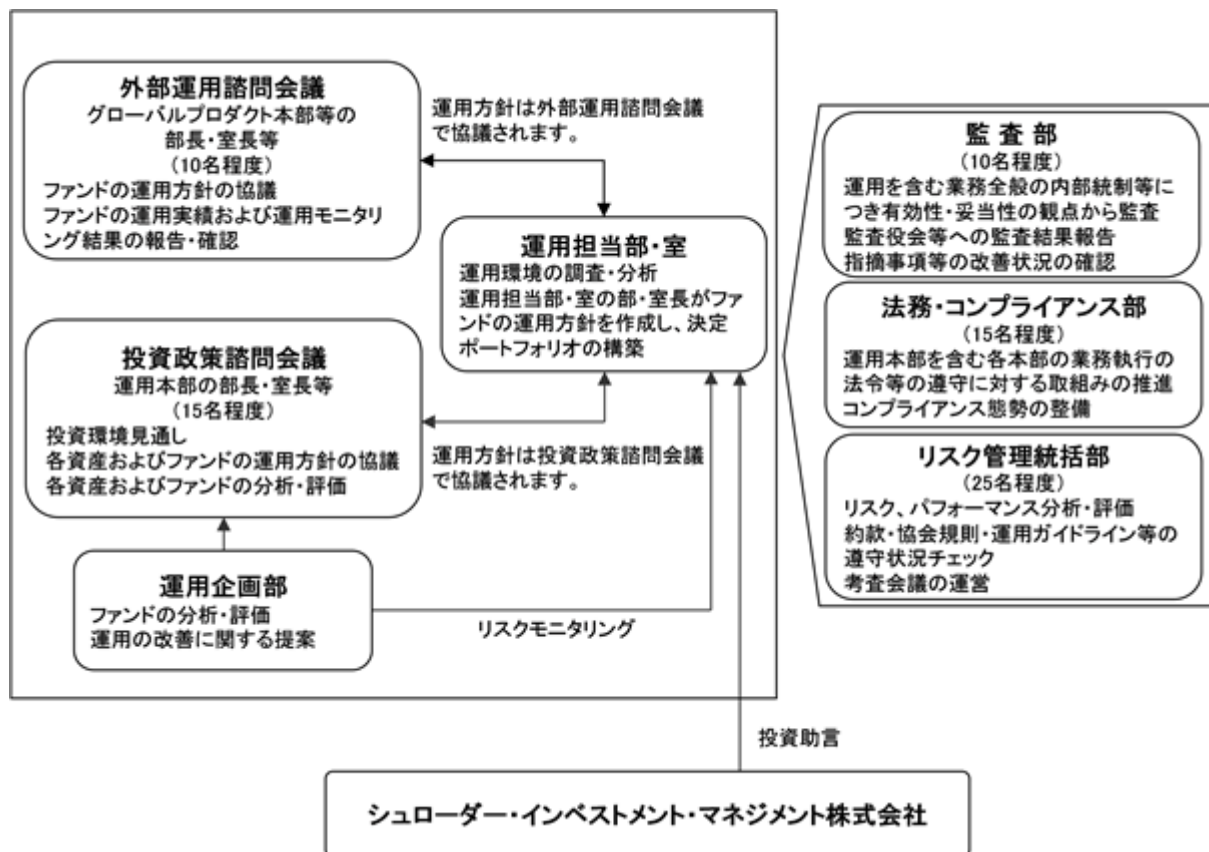 外部運用諮問会議
グローバルプロダクト本部等の
部長・室長等
(10名程度)
ファンドの運用方針の協議
ファンドの運用実績および運用モニタリ
ング結果の報告・確認
運用方針は外部運用諮問会議
で協議されます。
運用担当部・室
運用環境の調査・分析
運用担当部・室の部・室長がファ
ンドの運用方針を作成し、決定
ポートフォリオの構築
投資政策諮問会議
運用本部の部長・室長等
(15名程度)
投資環境見通し
各資産およびファンドの運用方針の協議
各資産およびファンドの分析・評価
運用方針は投資政策諮問会議
で協議されます。
運用企画部
ファンドの分析・評価
運用の改善に関する提案
リスクモニタリング
監査部
(10名程度)
運用を含む業務全般の内部統制等に
つき有効性・妥当性の観点から監査
監査役会等への監査結果報告
指摘事項等の改善状況の確認
法務・コンプライアンス部
(15名程度)
運用本部を含む各本部の業務執行の
法令等の遵守に対する取組みの推進
コンプライアンス態勢の整備
リスク管理統括部
(25名程度)
リスク、パフォーマンス分析・評価
約款・協会規則・運用ガイドライン等の
遵守状況チェック
考査会議の運営
投資助言
シュローダー・インベストメント・マネジメント株式会社